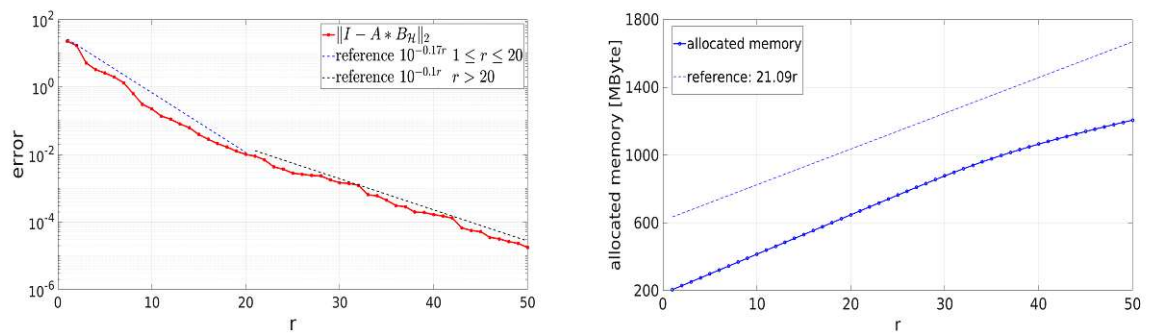 10^2
10^0
10^{-2}
10^{-4}
10^{-6}
error
0 10 20 30 40 50
r
‖I − A * B_ℋ‖_2
reference 10^{-0.17r} 1 ≤ r ≤ 20
reference 10^{-0.1r} r > 20
1800
1400
1000
600
200
allocated memory [MByte]
0 10 20 30 40 50
r
allocated memory
reference: 21.09r